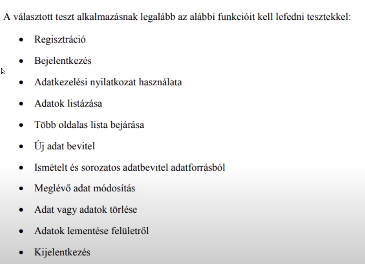 A választott teszt alkalmazásnak legalább az alábbi funkcióit kell lefedni tesztekkel:
• Regisztráció
• Bejelentkezés
• Adatkezelési nyilatkozat használata
• Adatok listázása
• Több oldalas lista bejárása
• Új adat bevitel
• Ismételt és sorozatos adatbevitel adatforrásból
• Meglévő adat módosítás
• Adat vagy adatok törlése
• Adatok lementése felületről
• Kijelentkezés